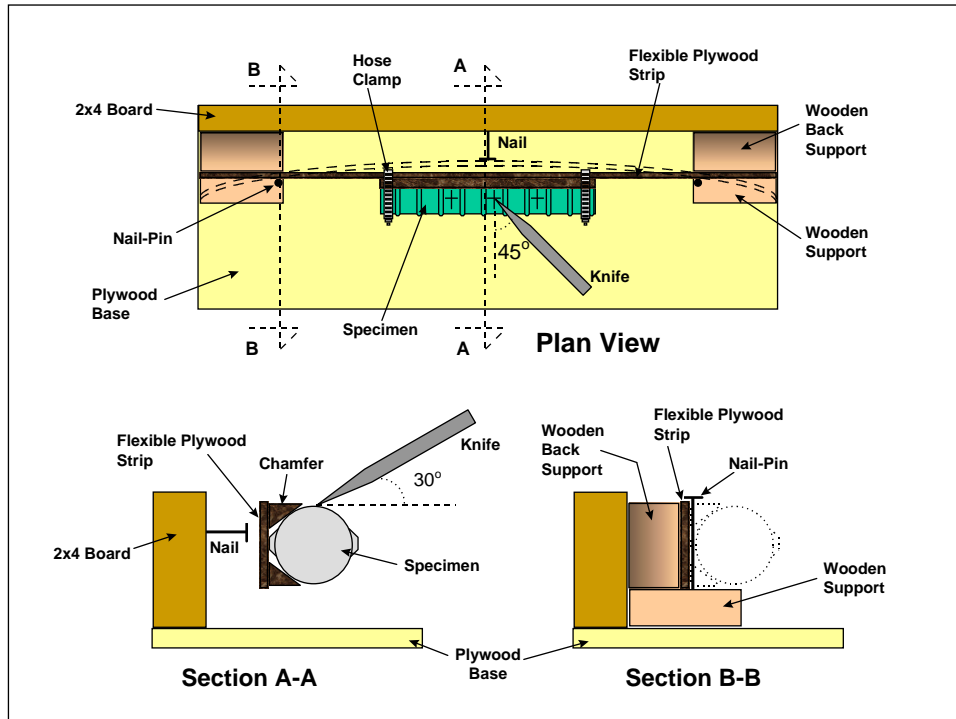 B
Hose
Clamp
A
Flexible Plywood
Strip
2x4 Board
Wooden
Back
Support
Nail
Nail-Pin
45o
Knife
Wooden
Support
Plywood
Base
Specimen
B
A
Plan View
Flexible Plywood
Strip
Chamfer
Knife
30o
2x4 Board
Nail
Specimen
Section A-A
Plywood
Base
Wooden
Back
Support
Flexible Plywood
Strip
Nail-Pin
Wooden
Support
Section B-B